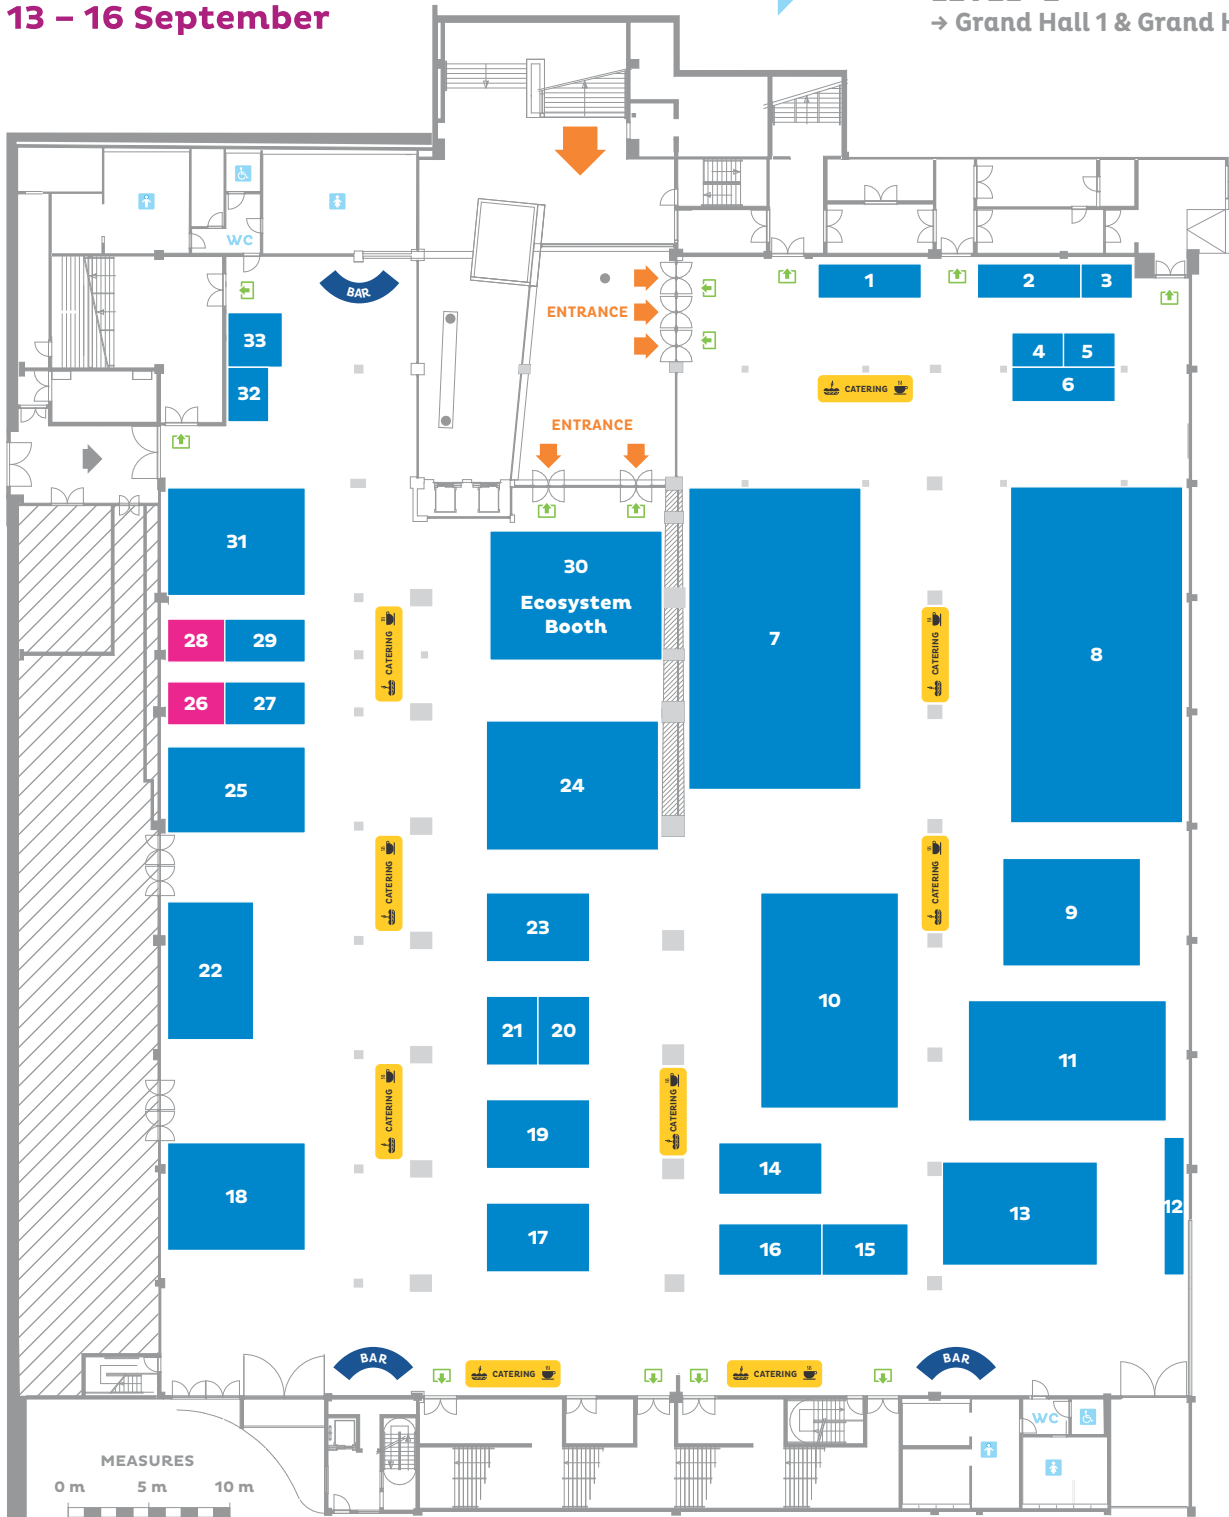 13 – 16 September
→ Grand Hall 1 & Grand
WC
BAR
ENTRANCE
1
2
3
33
4
5
CATERING
6
32
ENTRANCE
31
30
Ecosystem
Booth
7
8
28
29
CATERING
CATERING
26
27
25
24
CATERING
CATERING
9
23
22
10
21
20
11
CATERING
CATERING
19
14
18
13
12
17
16
15
BAR
CATERING
CATERING
BAR
WC
MEASURES
0 m
5 m
10 m